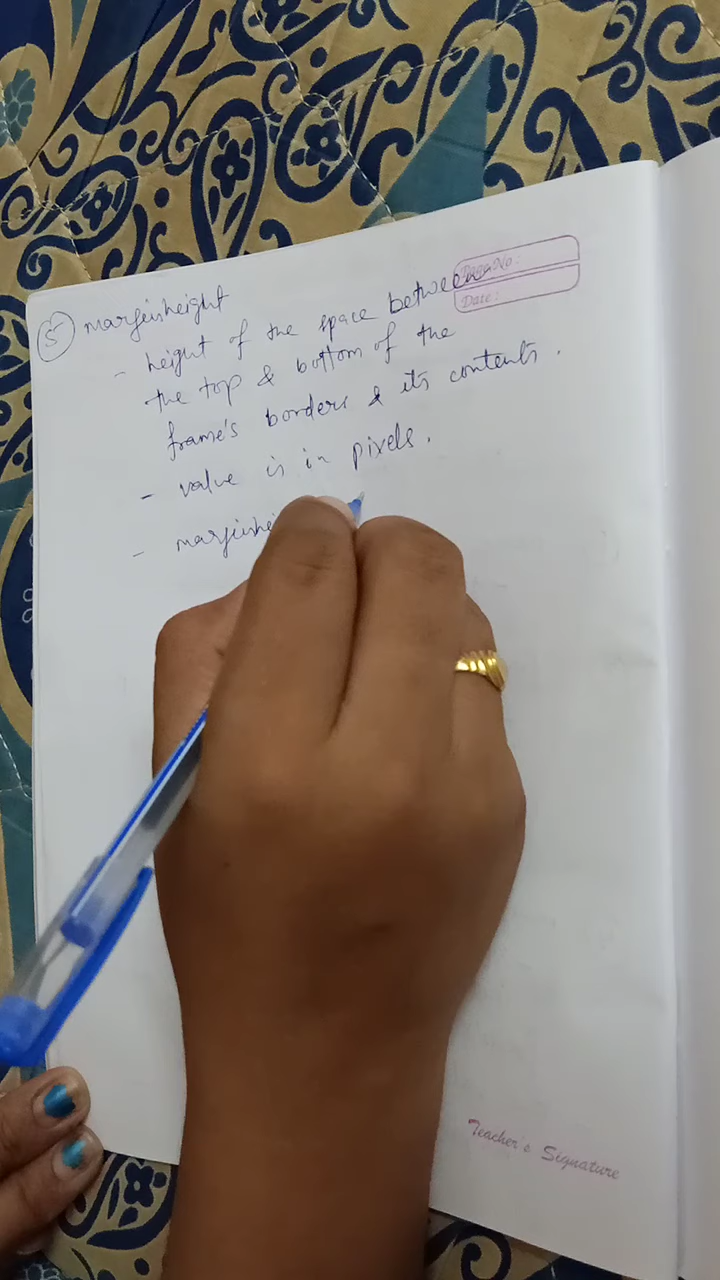 Page No:
Date:
5 marginheight
- height of the space between
the top & bottom of the
frame's borders & its contents.
- value is in pixels.
- marginhei
Teacher's Signature